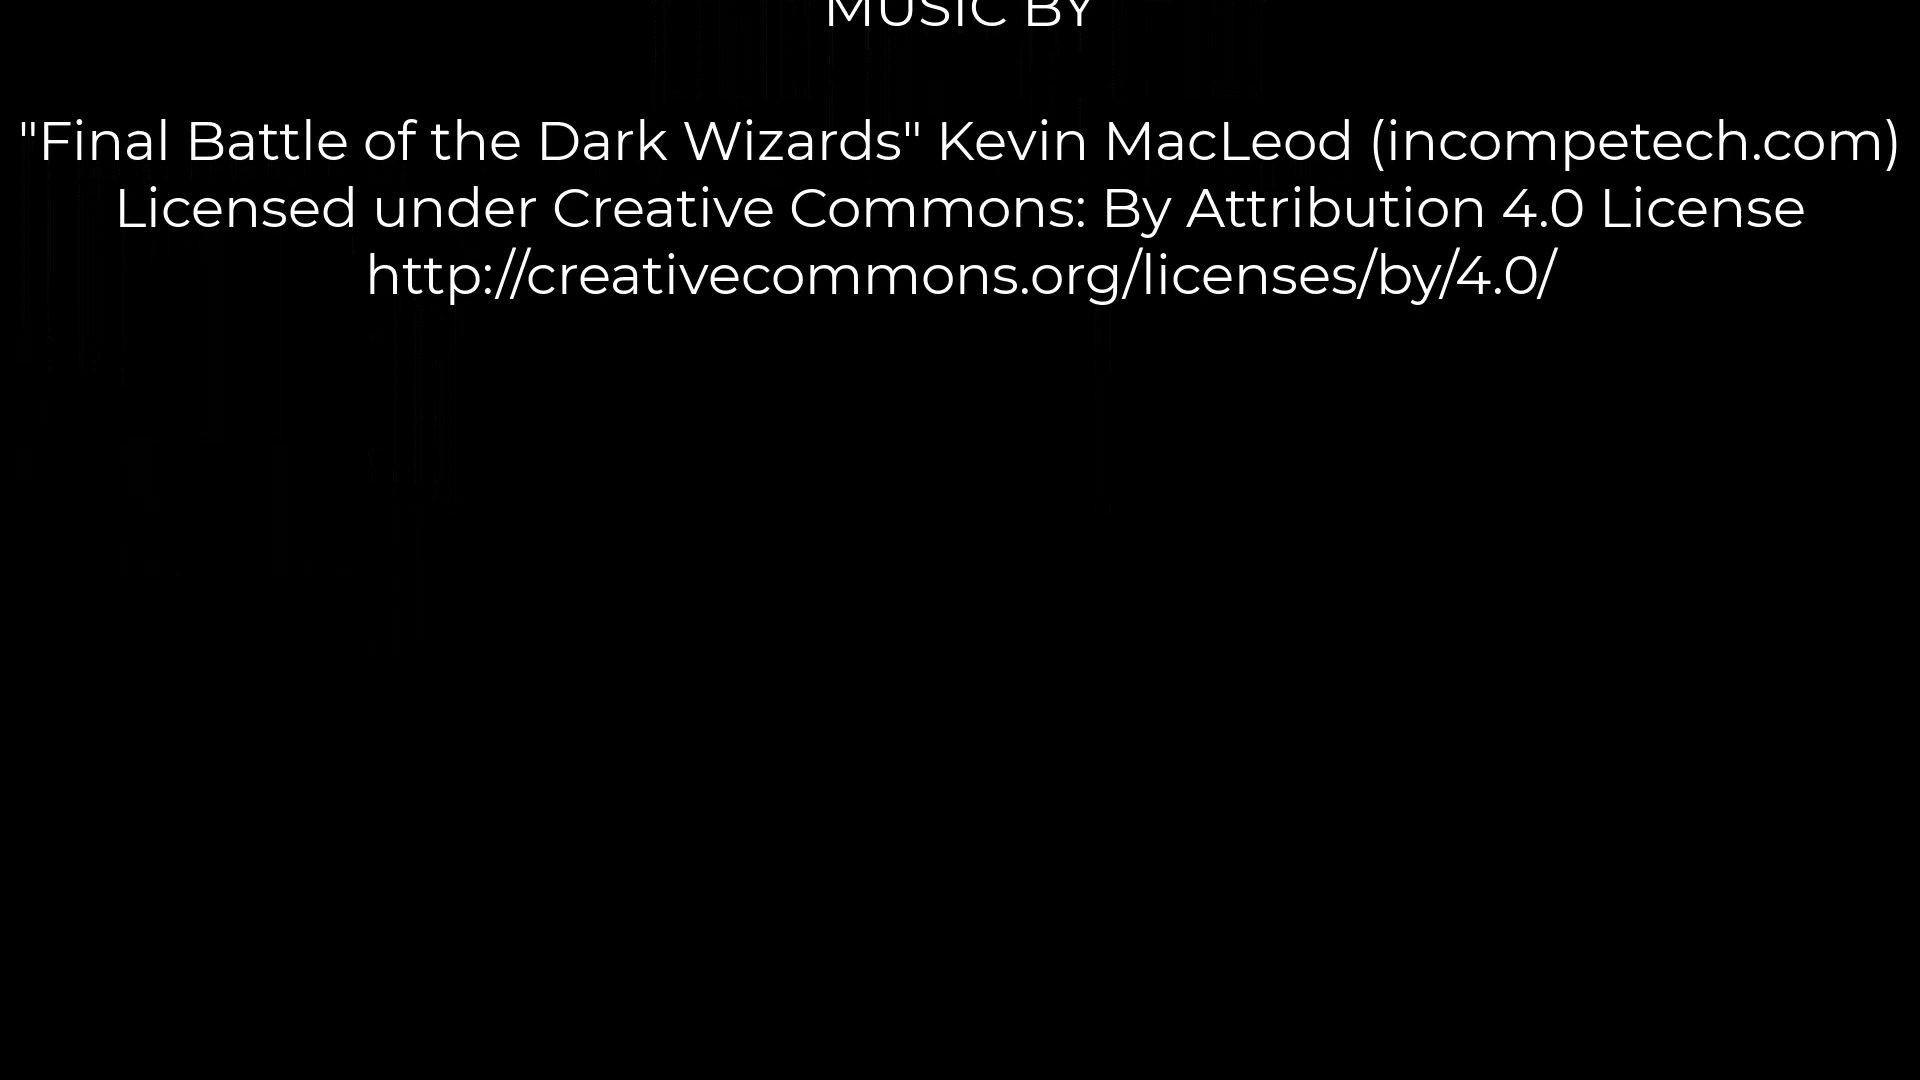 MUSIC BY
"Final Battle of the Dark Wizards" Kevin MacLeod (incompetech.com)
Licensed under Creative Commons: By Attribution 4.0 License
http://creativecommons.org/licenses/by/4.0/